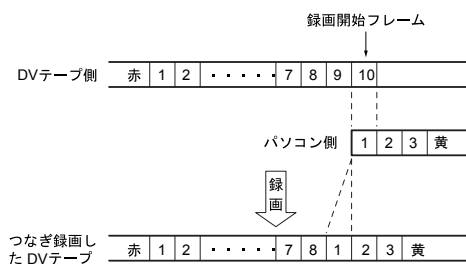 録画開始フレーム
DVテープ側 赤 1 2 ・・・・・ 7 8 9 10
パソコン側 1 2 3 黄
録画
つなぎ録画し
た DVテープ 赤 1 2 ・・・・・ 7 8 1 2 3 黄